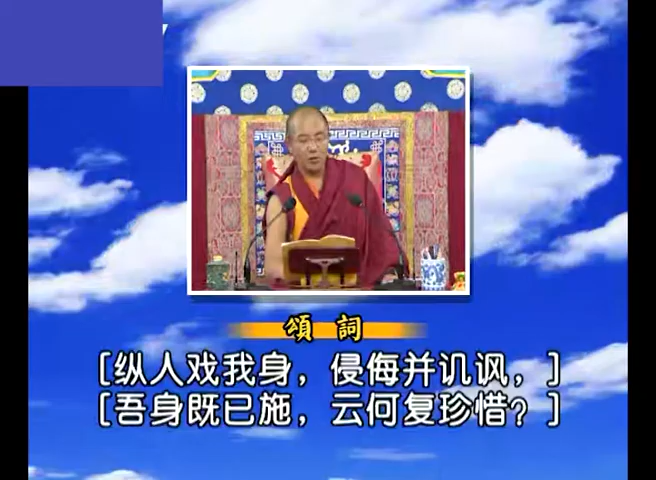 頌 詞
[纵人戏我身，侵侮并讥讽，]
[吾身既已施，云何复珍惜？]